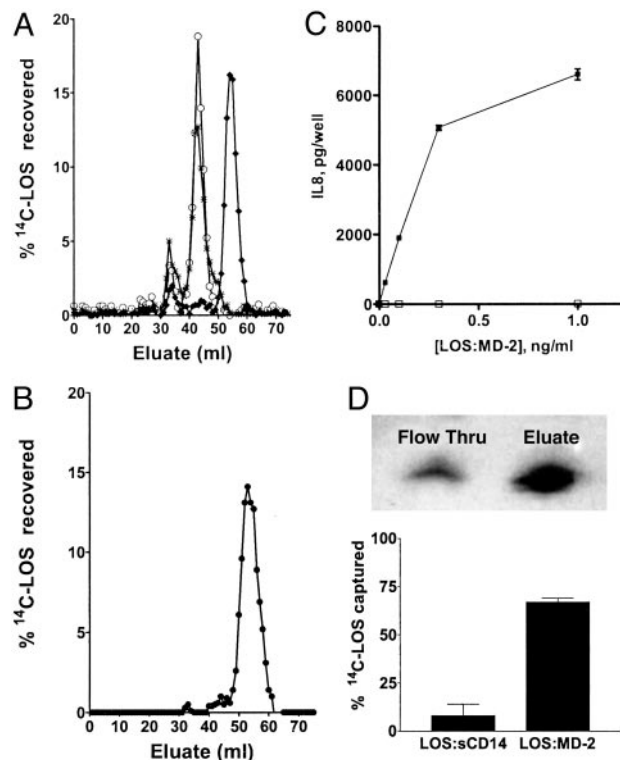 A
% ¹⁴C-LOS recovered
20
15
10
5
0
0 10 20 30 40 50 60 70
Eluate (ml)
B
% ¹⁴C-LOS recovered
20
15
10
5
0
0 10 20 30 40 50 60 70
Eluate (ml)
C
IL8, pg/well
8000
6000
4000
2000
0
0.0 0.5 1.0
[LOS:MD-2], ng/ml
D
Flow Thru Eluate
% ¹⁴C-LOS captured
100
75
50
25
0
LOS:sCD14 LOS:MD-2